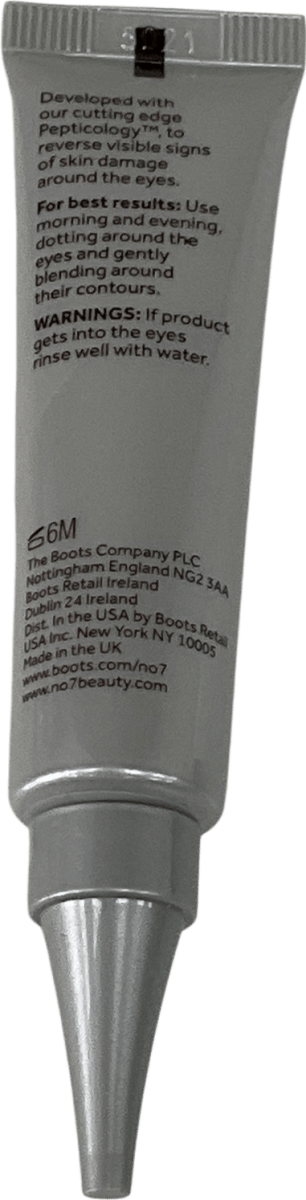 Developed with
our cutting edge
Pepticology™, to
reverse visible signs
of skin damage
around the eyes.
For best results: Use
morning and evening,
dotting around the
eyes and gently
blending around
their contours.
WARNINGS: If product
gets into the eyes
rinse well with water.
6M
The Boots Company PLC
Nottingham England NG2 3AA
Boots Retail Ireland
Dublin 24 Ireland
Dist. In the USA by Boots Retail
USA Inc. New York NY 10005
Made in the UK
www.boots.com/no7
www.no7beauty.com